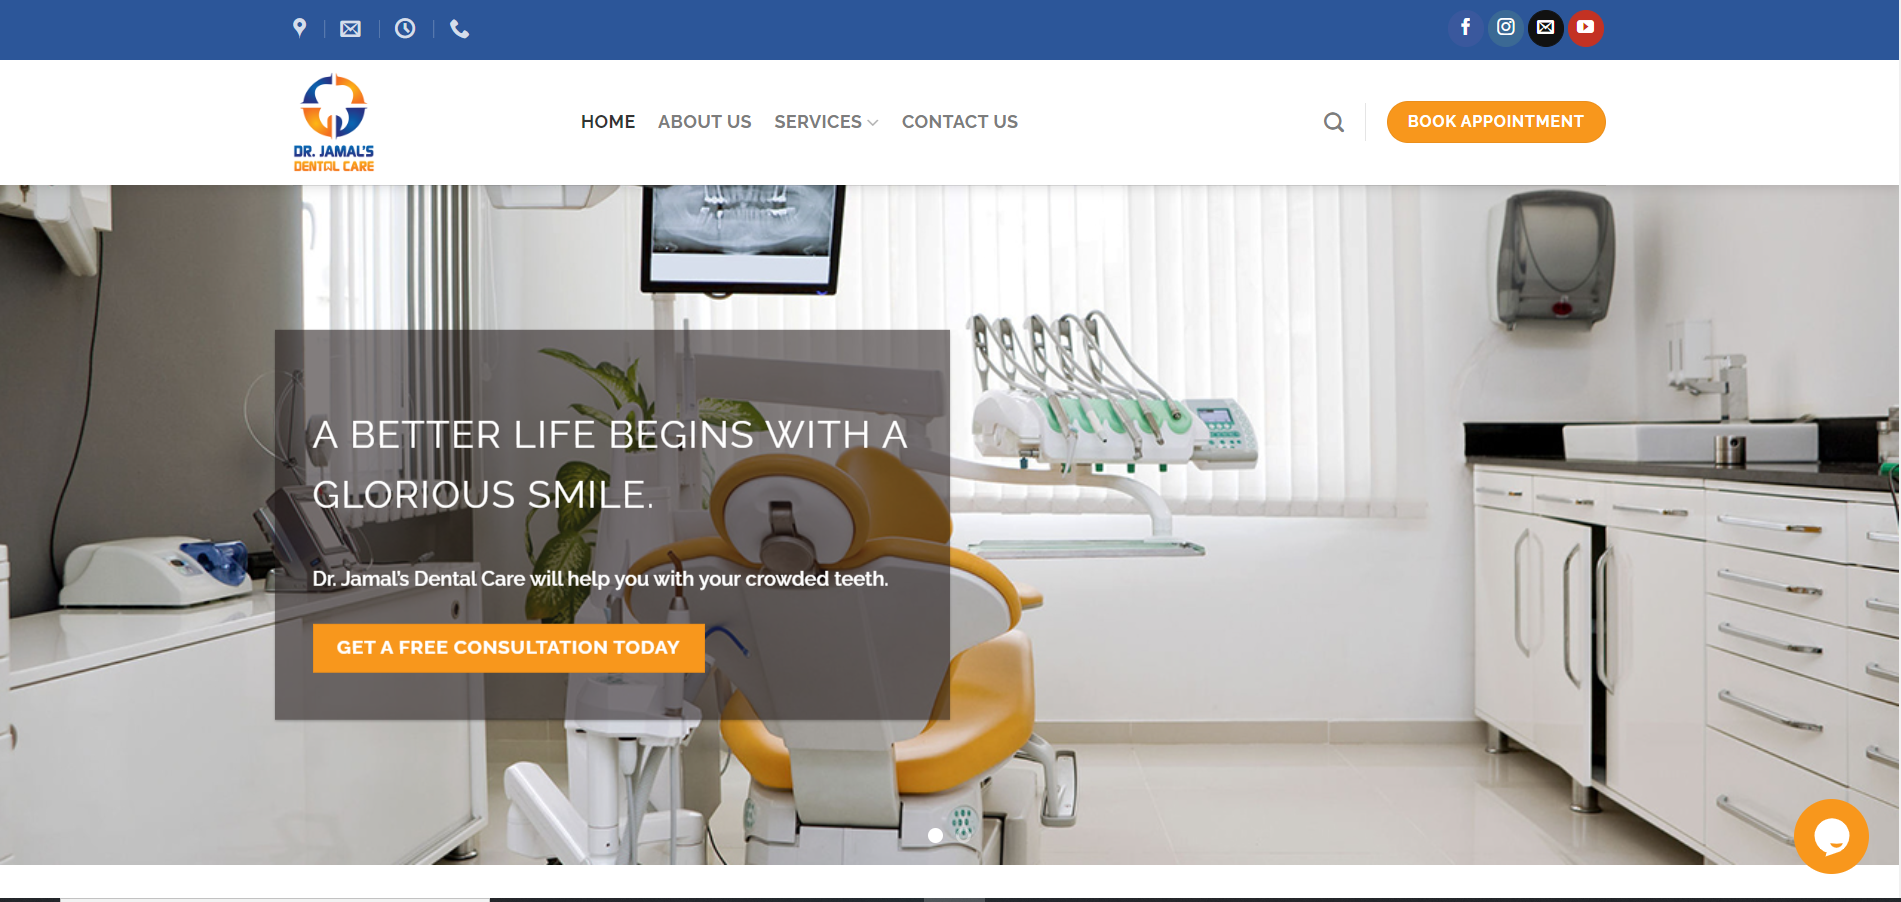 DR. JAMAL'S
DENTAL CARE
HOME
ABOUT US
SERVICES
CONTACT US
BOOK APPOINTMENT
A BETTER LIFE BEGINS WITH A
GLORIOUS SMILE.
Dr. Jamal's Dental Care will help you with your crowded teeth.
GET A FREE CONSULTATION TODAY